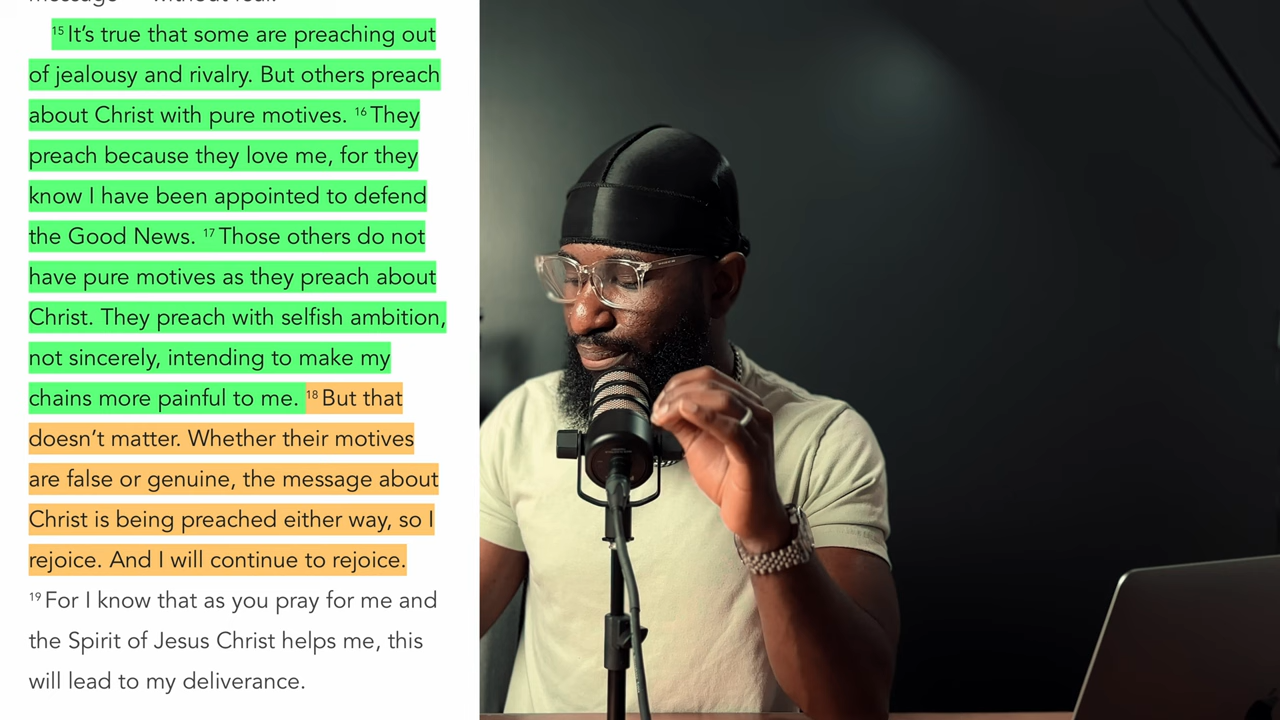 message without fear.
15 It’s true that some are preaching out
of jealousy and rivalry. But others preach
about Christ with pure motives. 16 They
preach because they love me, for they
know I have been appointed to defend
the Good News. 17 Those others do not
have pure motives as they preach about
Christ. They preach with selfish ambition,
not sincerely, intending to make my
chains more painful to me. 18 But that
doesn’t matter. Whether their motives
are false or genuine, the message about
Christ is being preached either way, so I
rejoice. And I will continue to rejoice.
19 For I know that as you pray for me and
the Spirit of Jesus Christ helps me, this
will lead to my deliverance.